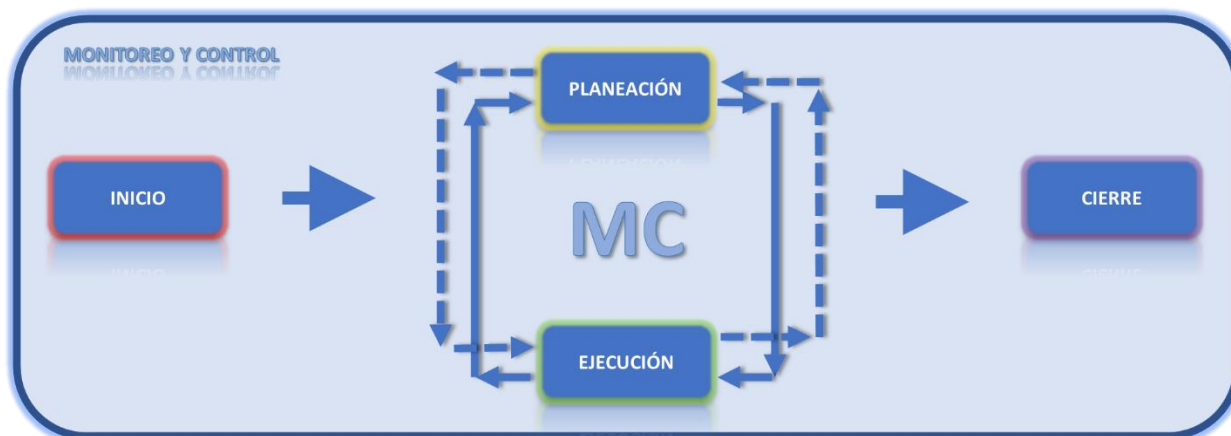 MONITOREO Y CONTROL
PLANEACIÓN
INICIO
MC
CIERRE
EJECUCIÓN